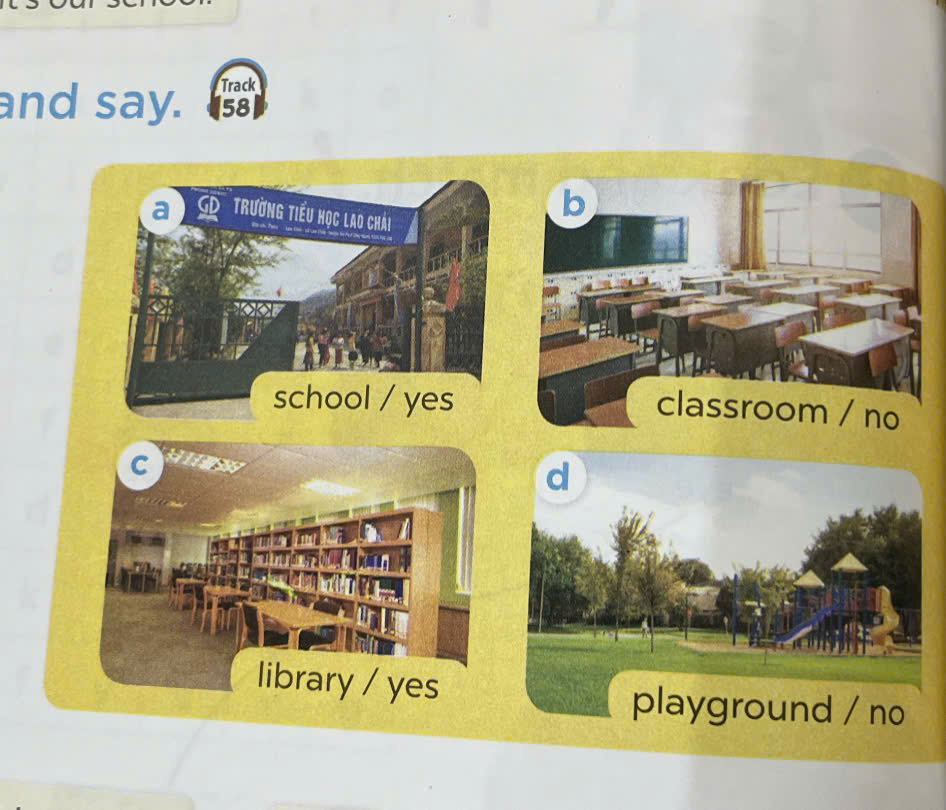 and say.
Track
58
a
GD
TRƯỜNG TIỂU HỌC LAO CHẢI
school / yes
b
classroom / no
c
library / yes
d
playground / no